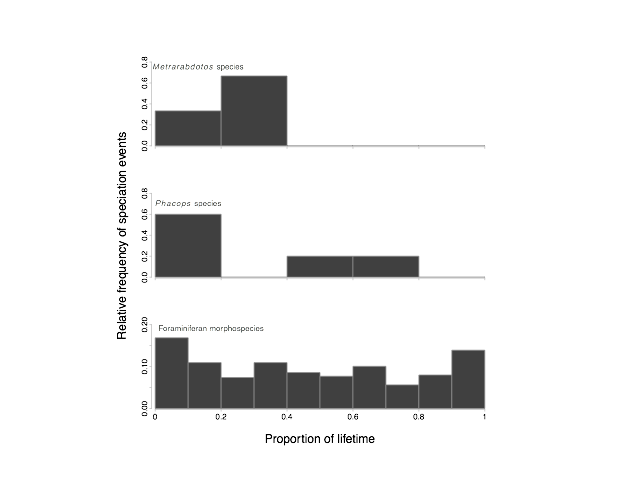 Relative frequency of speciation events
Metrarabdotos species
0.8
0.6
0.4
0.2
0.0
Phacops species
0.8
0.6
0.4
0.2
0.0
Foraminiferan morphospecies
0.20
0.10
0.00
0 0.2 0.4 0.6 0.8 1
Proportion of lifetime